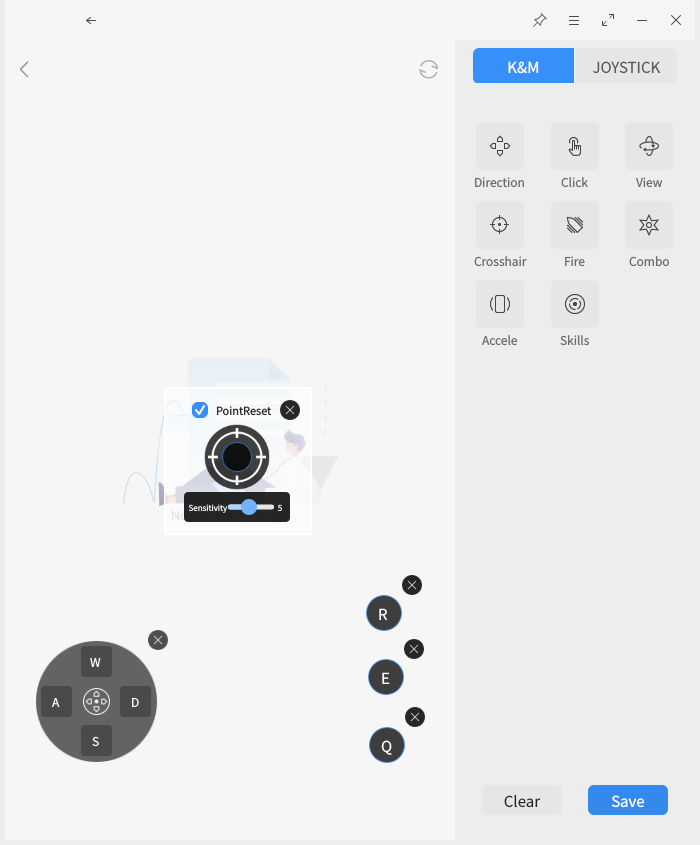 K&M
JOYSTICK
Direction
Click
View
Crosshair
Fire
Combo
Accele
Skills
PointReset
Sensitivity
5
R
E
Q
W
A
D
S
Clear
Save